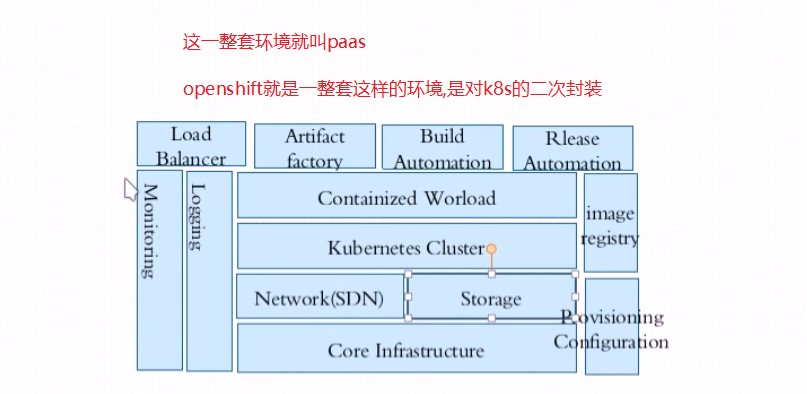 这一整套环境就叫paas
openshift就是一整套这样的环境,是对k8s的二次封装
Load
Balancer
Artifact
factory
Build
Automation
Rlease
Automation
Monitoring
Logging
Containized Worload
image
registry
Kubernetes Cluster
Network(SDN)
Storage
Provisioning
Configuration
Core Infrastructure